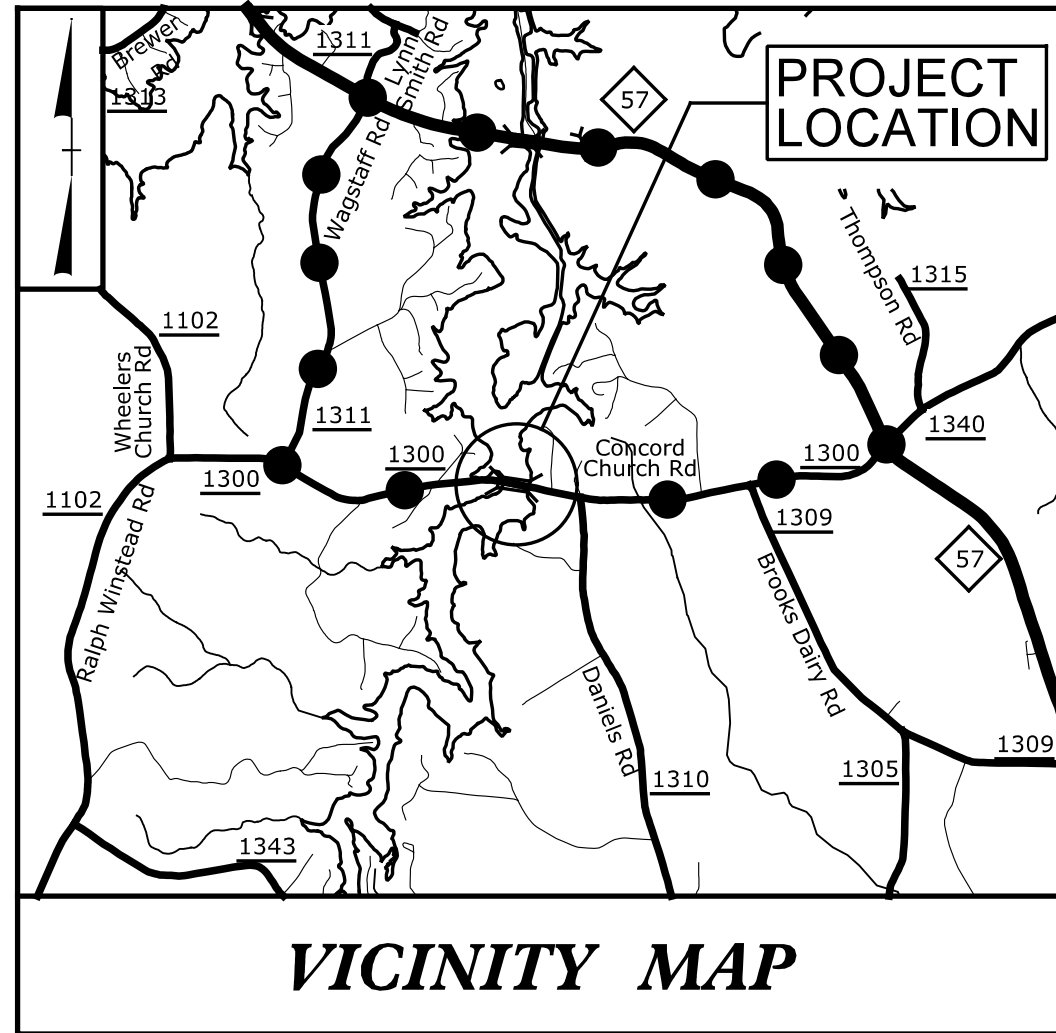 1311
Brewer
Rd
1313
Lynn
Smith Rd
57
PROJECT
LOCATION
Wagstaff Rd
Thompson Rd
1315
1102
Wheelers
Church Rd
1311
1340
1300
1300
Concord
Church Rd
1300
1102
1309
57
Ralph Winstead Rd
Brooks Dairy Rd
Daniels Rd
1310
1305
1309
1343
VICINITY MAP